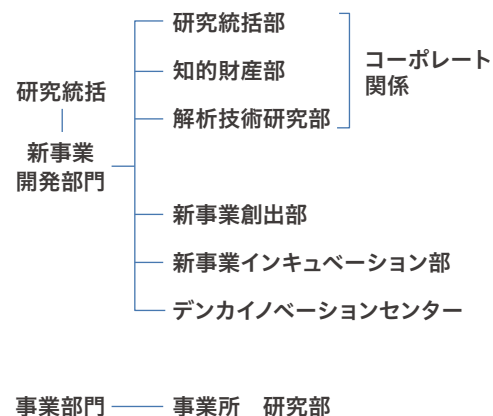 研究統括部
知的財産部
解析技術研究部
コーポレート
関係
研究統括
新事業
開発部門
新事業創出部
新事業インキュベーション部
デンカイノベーションセンター
事業部門
事業所　研究部